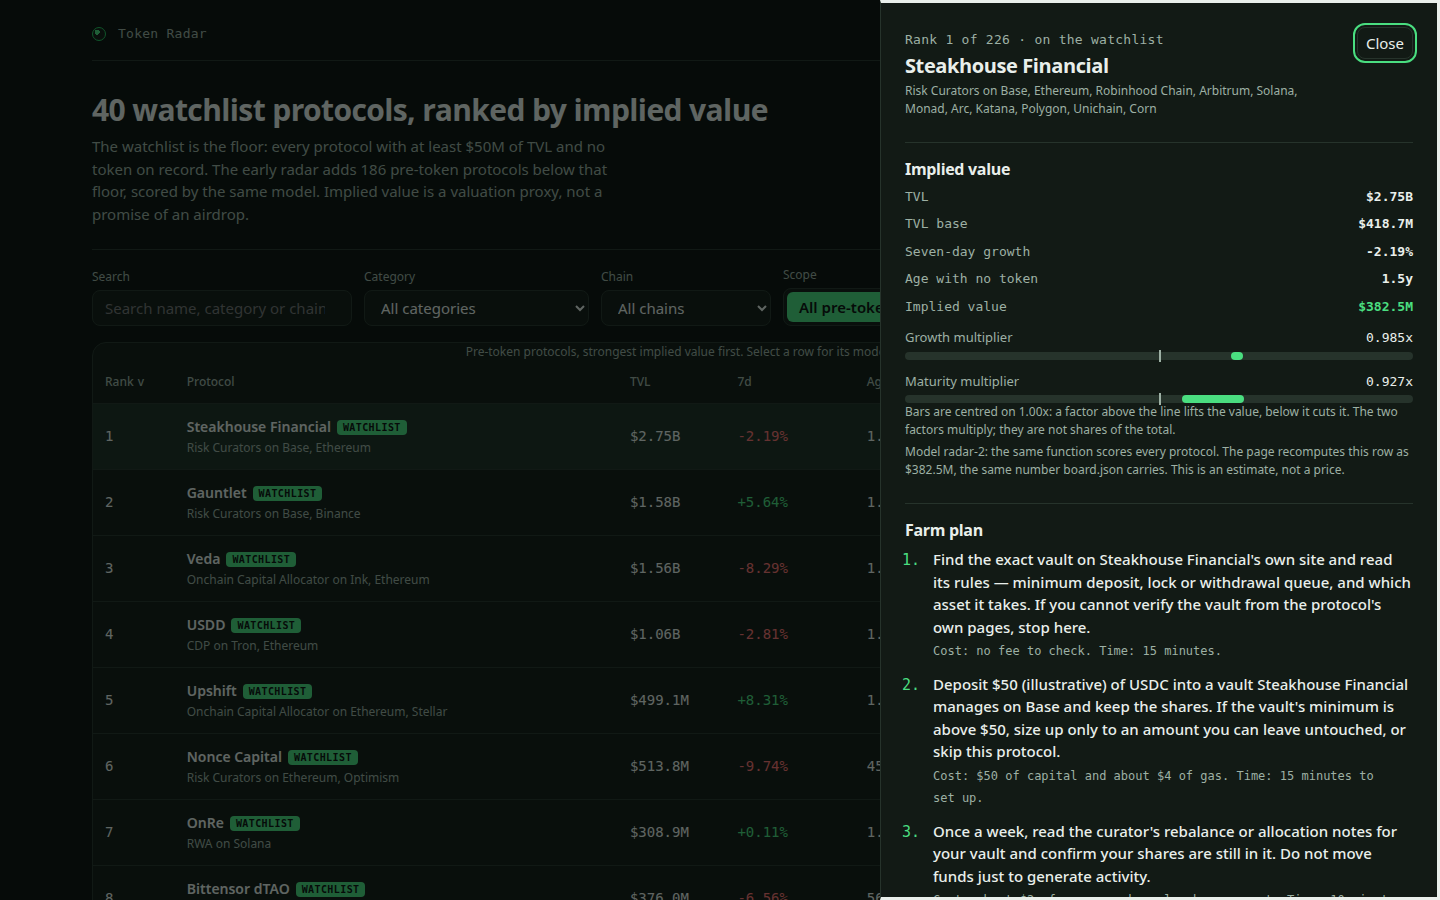 Token Radar
40 watchlist protocols, ranked by implied value
The watchlist is the floor: every protocol with at least $50M of TVL and no
token on record. The early radar adds 186 pre-token protocols below that
floor, scored by the same model. Implied value is a valuation proxy, not a
promise of an airdrop.
Search
Category
Chain
Scope
Search name, category or chain
All categories
All chains
All pre-toke
Pre-token protocols, strongest implied value first. Select a row for its mod
Rank v Protocol TVL 7d Ag
1 Steakhouse Financial WATCHLIST $2.75B -2.19% 1.
Risk Curators on Base, Ethereum
2 Gauntlet WATCHLIST $1.58B +5.64% 1.
Risk Curators on Base, Binance
3 Veda WATCHLIST $1.56B -8.29% 1.
Onchain Capital Allocator on Ink, Ethereum
4 USDD WATCHLIST $1.06B -2.81% 1.
CDP on Tron, Ethereum
5 Upshift WATCHLIST $499.1M +8.31% 1.
Onchain Capital Allocator on Ethereum, Stellar
6 Nonce Capital WATCHLIST $513.8M -9.74% 45
Risk Curators on Ethereum, Optimism
7 OnRe WATCHLIST $308.9M +0.11% 1.
RWA on Solana
8 Bittensor dTAO WATCHLIST $376.0M -6.56% 56
Rank 1 of 226 · on the watchlist
Close
Steakhouse Financial
Risk Curators on Base, Ethereum, Robinhood Chain, Arbitrum, Solana,
Monad, Arc, Katana, Polygon, Unichain, Corn
Implied value
TVL $2.75B
TVL base $418.7M
Seven-day growth -2.19%
Age with no token 1.5y
Implied value $382.5M
Growth multiplier 0.985x
Maturity multiplier 0.927x
Bars are centred on 1.00x: a factor above the line lifts the value, below it cuts it. The two
factors multiply; they are not shares of the total.
Model radar-2: the same function scores every protocol. The page recomputes this row as
$382.5M, the same number board.json carries. This is an estimate, not a price.
Farm plan
1. Find the exact vault on Steakhouse Financial's own site and read
its rules — minimum deposit, lock or withdrawal queue, and which
asset it takes. If you cannot verify the vault from the protocol's
own pages, stop here.
Cost: no fee to check. Time: 15 minutes.
2. Deposit $50 (illustrative) of USDC into a vault Steakhouse Financial
manages on Base and keep the shares. If the vault's minimum is
above $50, size up only to an amount you can leave untouched, or
skip this protocol.
Cost: $50 of capital and about $4 of gas. Time: 15 minutes to
set up.
3. Once a week, read the curator's rebalance or allocation notes for
your vault and confirm your shares are still in it. Do not move
funds just to generate activity.